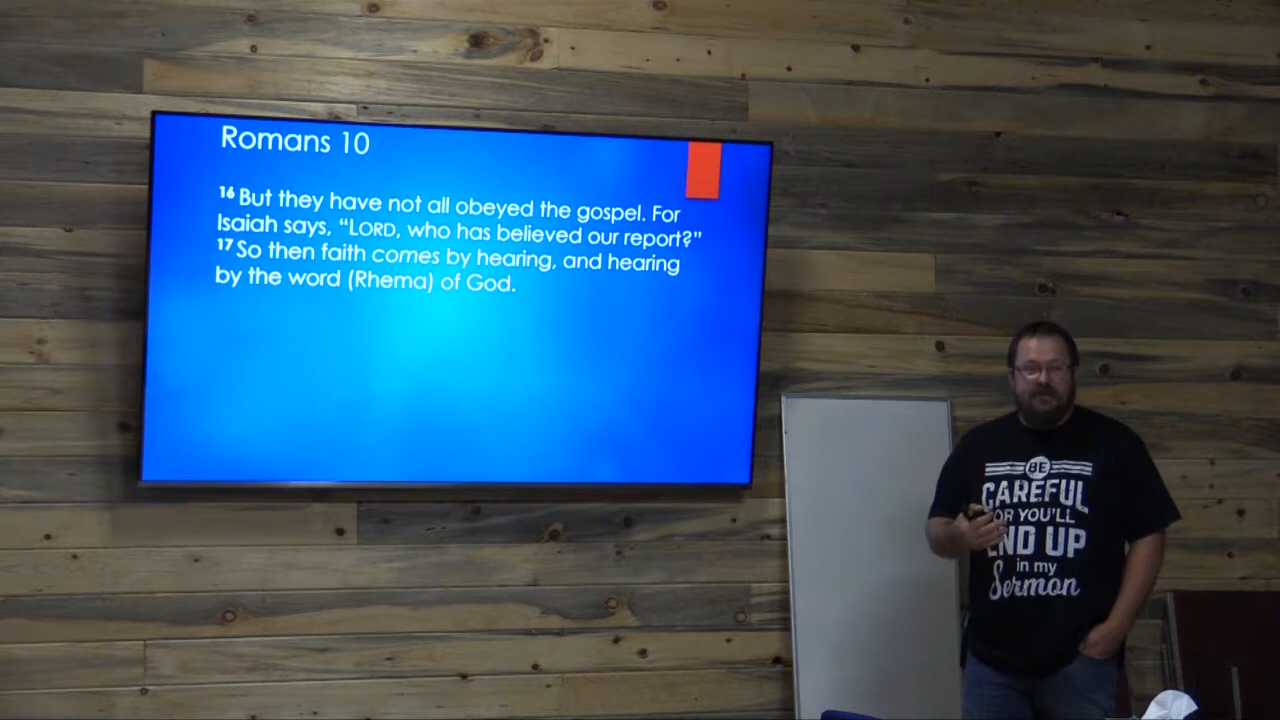 Romans 10
16 But they have not all obeyed the gospel. For
Isaiah says, “LORD, who has believed our report?”
17 So then faith comes by hearing, and hearing
by the word (Rhema) of God.
BE
CAREFUL
OR YOU'LL
END UP
in my
Sermon